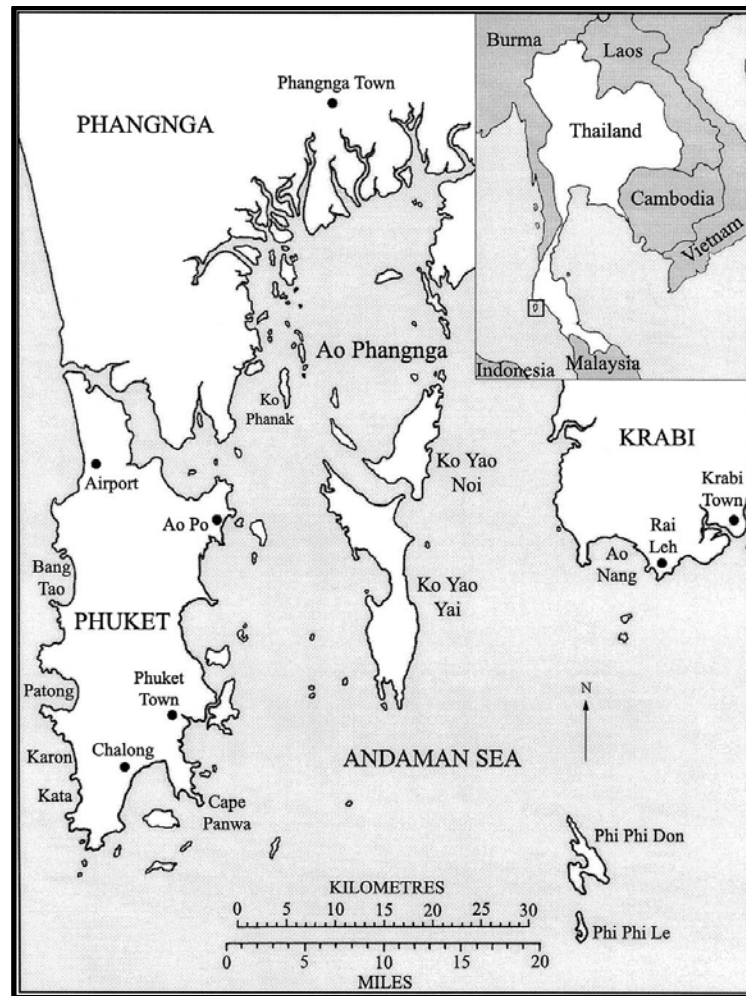 Phangnga Town
PHANGNGA
Burma
Laos
Thailand
Cambodia
Vietnam
Malaysia
Indonesia
Ao Phangnga
Ko
Phanak
Ko Yao
Noi
KRABI
Krabi
Town
Airport
Ao Po
Rai
Leh
Ao
Nang
Bang
Tao
Ko Yao
Yai
PHUKET
Phuket
Town
Patong
N
Karon
Chalong
ANDAMAN SEA
Kata
Cape
Panwa
Phi Phi Don
Phi Phi Le
KILOMETRES
0 5 10 15 20 25 30
0 5 10 15 20
MILES